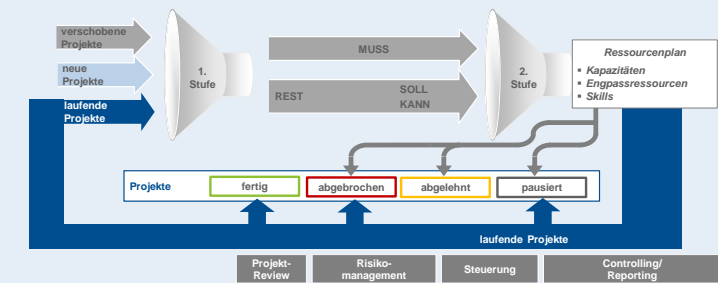 verschobene
Projekte
neue
Projekte
laufende
Projekte
1.
Stufe
MUSS
REST
SOLL
KANN
2.
Stufe
Ressourcenplan
▪ Kapazitäten
▪ Engpassressourcen
▪ Skills
Projekte
fertig
abgebrochen
abgelehnt
pausiert
laufende Projekte
Projekt-
Review
Risiko-
management
Steuerung
Controlling/
Reporting